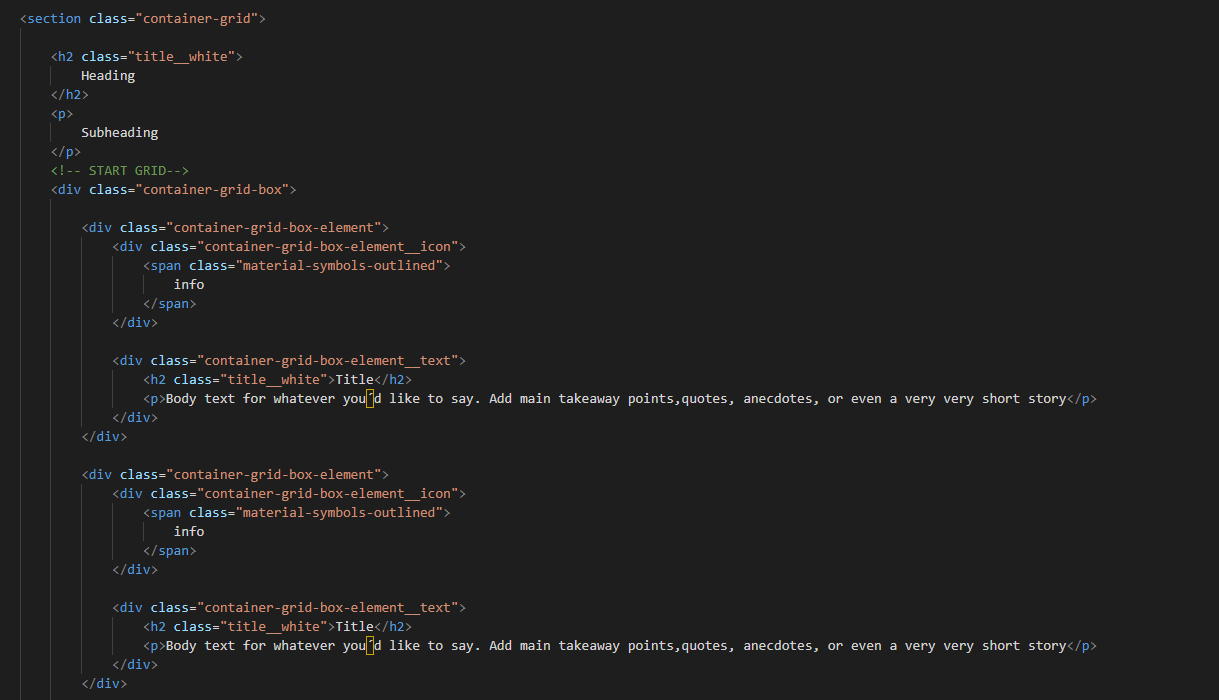 <section class="container-grid">
<h2 class="title__white">
Heading
</h2>
<p>
Subheading
</p>
<!-- START GRID-->
<div class="container-grid-box">
<div class="container-grid-box-element">
<div class="container-grid-box-element__icon">
<span class="material-symbols-outlined">
info
</span>
</div>
<div class="container-grid-box-element__text">
<h2 class="title__white">Title</h2>
<p>Body text for whatever you´d like to say. Add main takeaway points,quotes, anecdotes, or even a very very short story</p>
</div>
</div>
<div class="container-grid-box-element">
<div class="container-grid-box-element__icon">
<span class="material-symbols-outlined">
info
</span>
</div>
<div class="container-grid-box-element__text">
<h2 class="title__white">Title</h2>
<p>Body text for whatever you´d like to say. Add main takeaway points,quotes, anecdotes, or even a very very short story</p>
</div>
</div>